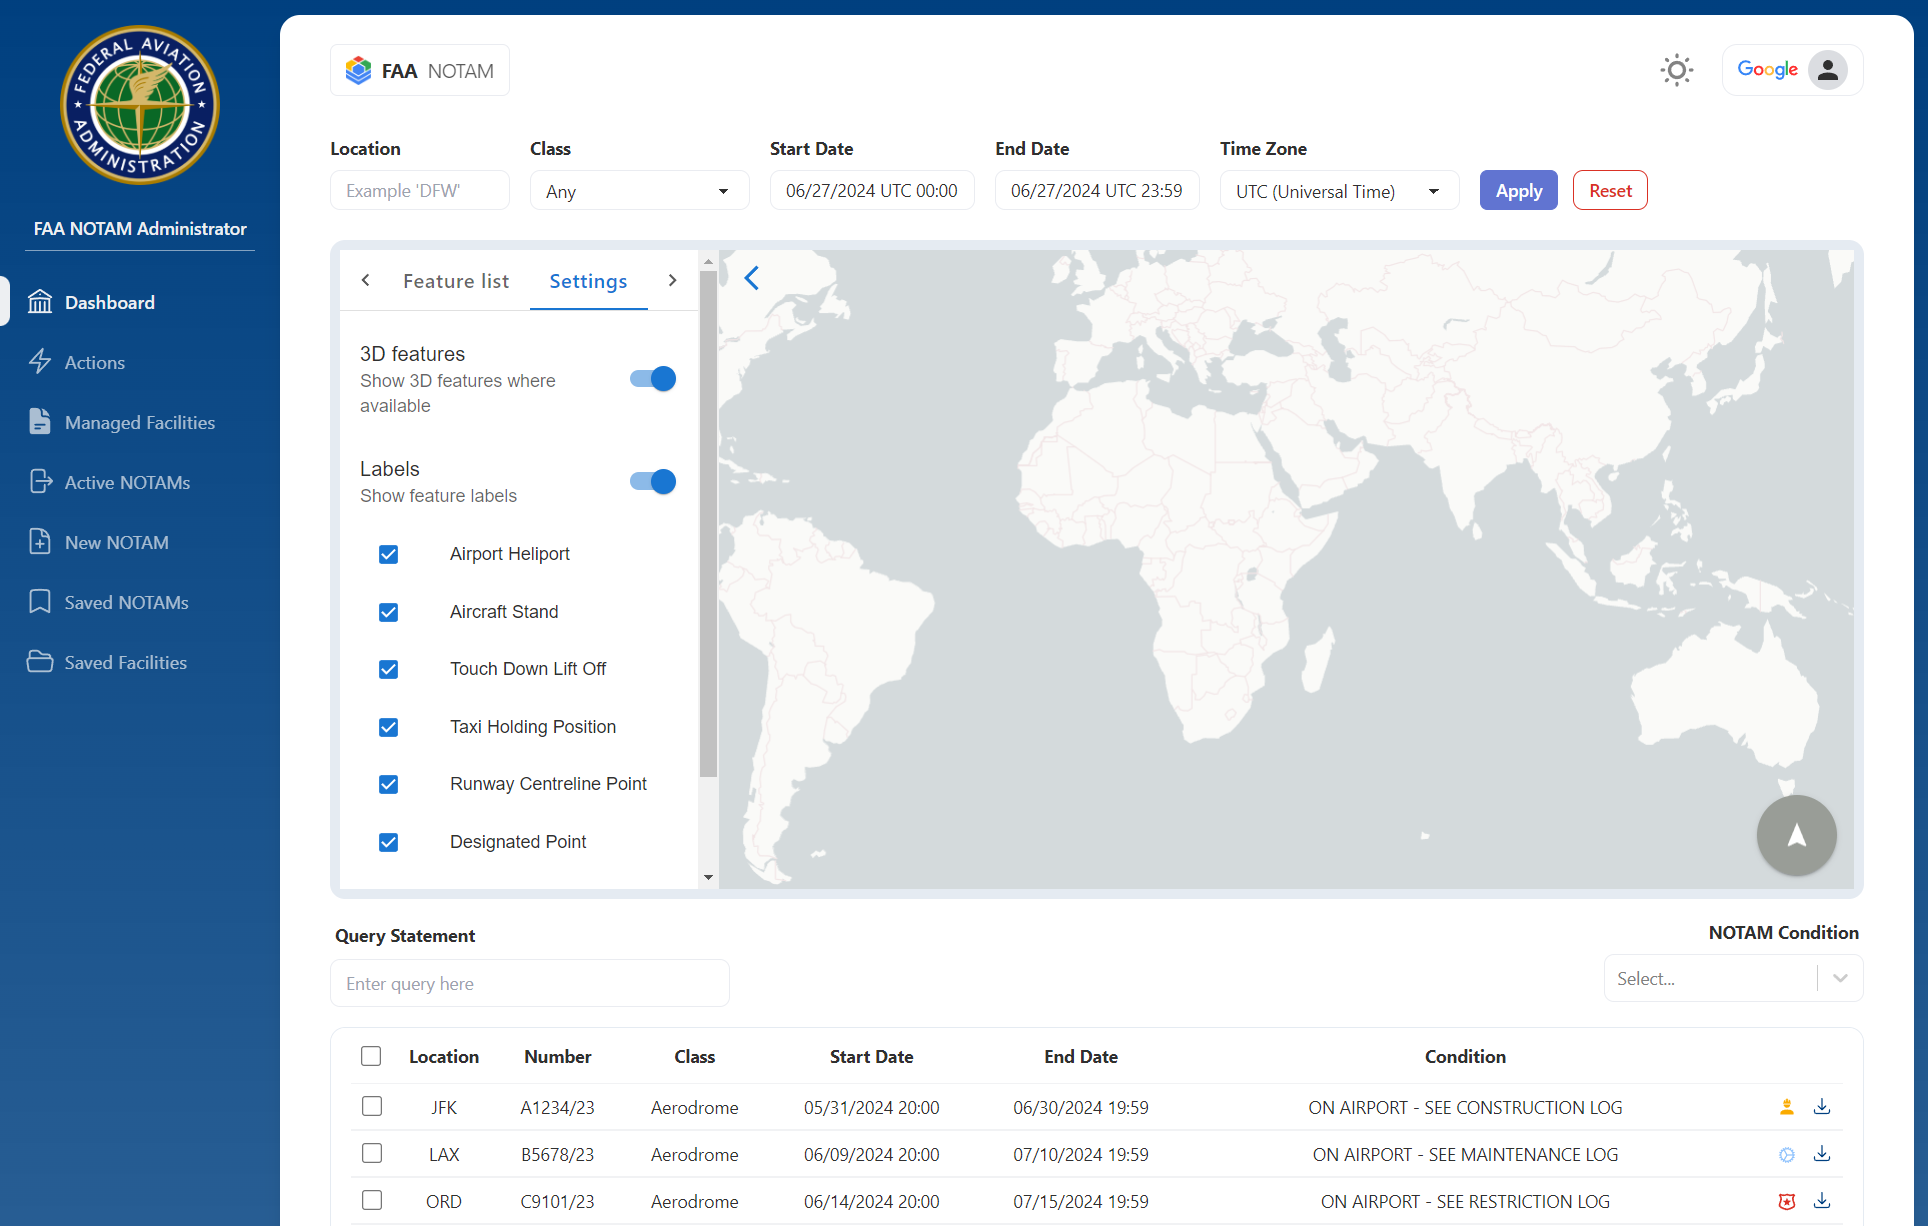 FEDERAL AVIATION
ADMINISTRATION
FAA NOTAM Administrator
Dashboard
Actions
Managed Facilities
Active NOTAMs
New NOTAM
Saved NOTAMs
Saved Facilities
FAA NOTAM
Google
Location Class Start Date End Date Time Zone
Example 'DFW' Any 06/27/2024 UTC 00:00 06/27/2024 UTC 23:59 UTC (Universal Time) Apply Reset
Feature list Settings
3D features
Show 3D features where
available
Labels
Show feature labels
Airport Heliport
Aircraft Stand
Touch Down Lift Off
Taxi Holding Position
Runway Centreline Point
Designated Point
Query Statement
Enter query here
NOTAM Condition
Select...
Location Number Class Start Date End Date Condition
JFK A1234/23 Aerodrome 05/31/2024 20:00 06/30/2024 19:59 ON AIRPORT - SEE CONSTRUCTION LOG
LAX B5678/23 Aerodrome 06/09/2024 20:00 07/10/2024 19:59 ON AIRPORT - SEE MAINTENANCE LOG
ORD C9101/23 Aerodrome 06/14/2024 20:00 07/15/2024 19:59 ON AIRPORT - SEE RESTRICTION LOG